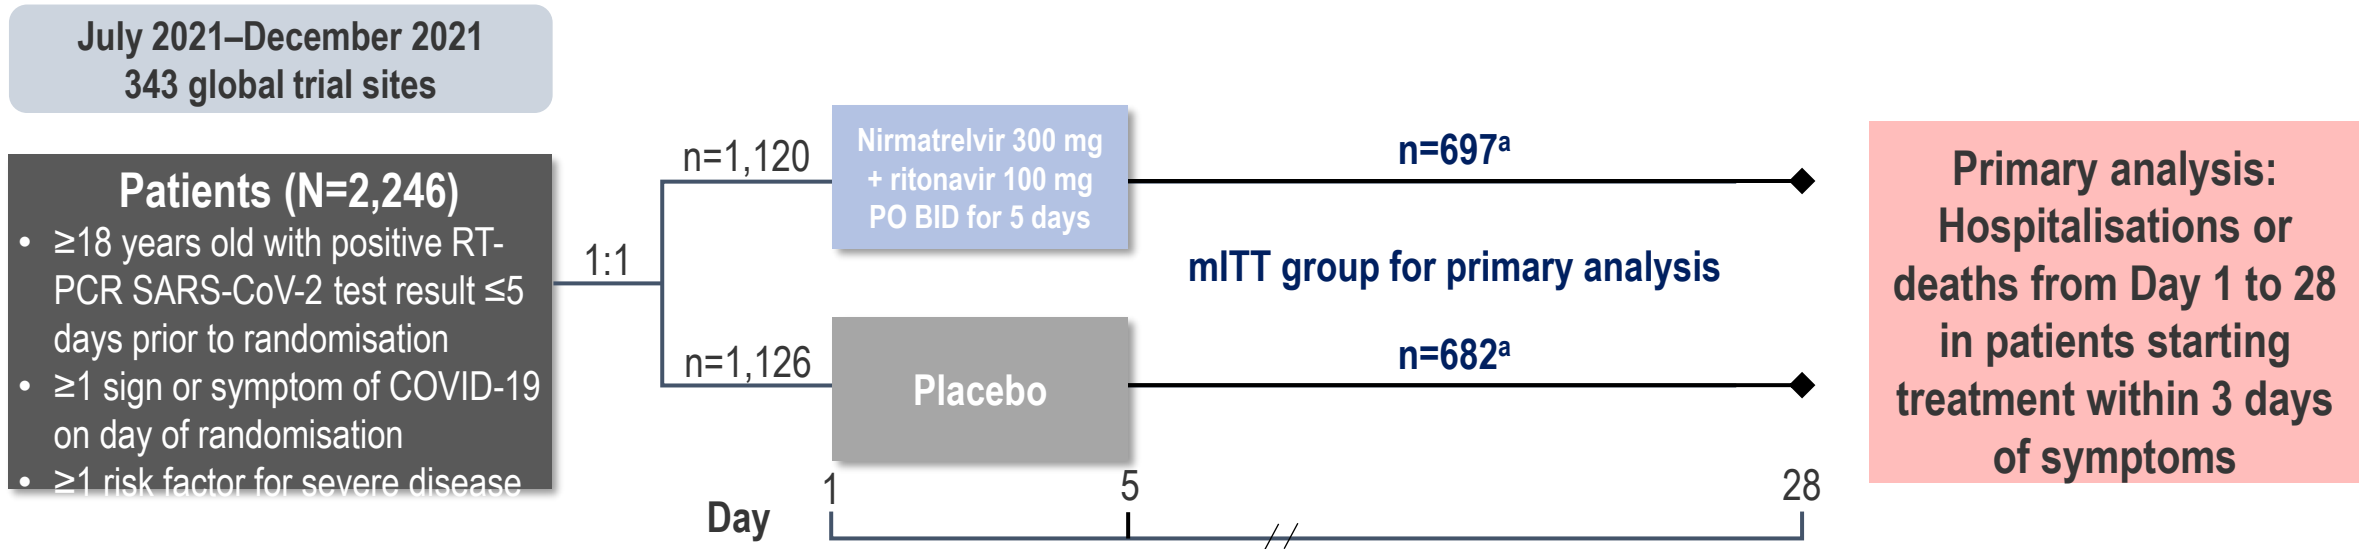 July 2021–December 2021
343 global trial sites
Patients (N=2,246)
• ≥18 years old with positive RT-
PCR SARS-CoV-2 test result ≤5
days prior to randomisation
• ≥1 sign or symptom of COVID-19
on day of randomisation
• ≥1 risk factor for severe disease
1:1
n=1,120
Nirmatrelvir 300 mg
+ ritonavir 100 mg
PO BID for 5 days
n=697ᵃ
mITT group for primary analysis
n=1,126
Placebo
n=682ᵃ
Day
1
5
28
Primary analysis:
Hospitalisations or
deaths from Day 1 to 28
in patients starting
treatment within 3 days
of symptoms